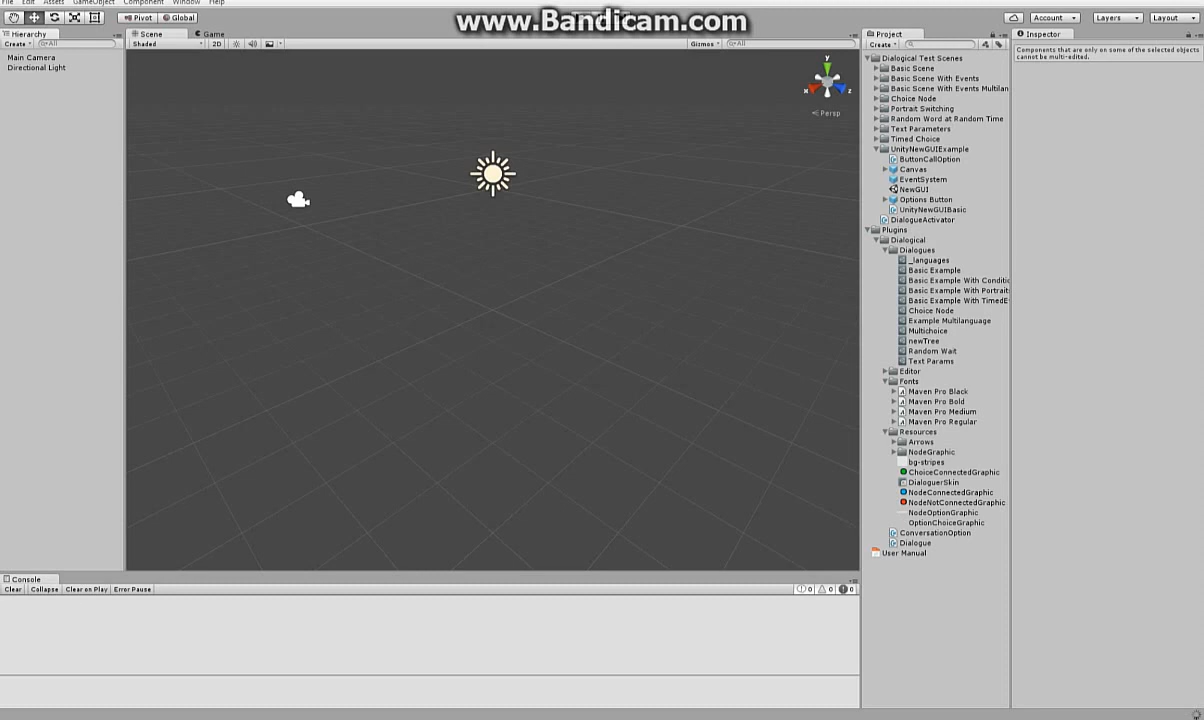 File Edit Assets GameObject Component Window Help
www.Bandicam.com
Pivot Global
Account Layers Layout
Hierarchy
Create All
Main Camera
Directional Light
Scene Game
Shaded 2D Gizmos All
y
x z
Persp
Project
Create
Dialogical Test Scenes
Basic Scene
Basic Scene With Events
Basic Scene With Events Multilan
Choice Node
Portrait Switching
Random Word at Random Time
Text Parameters
Timed Choice
UnityNewGUIExample
ButtonCallOption
Canvas
EventSystem
NewGUI
Options Button
UnityNewGUIBasic
DialogueActivator
Plugins
Dialogical
Dialogues
_languages
Basic Example
Basic Example With Conditio
Basic Example With Portrait
Basic Example With TimedE
Choice Node
Example Multilanguage
Multichoice
newTree
Random Wait
Text Params
Editor
Fonts
Maven Pro Black
Maven Pro Bold
Maven Pro Medium
Maven Pro Regular
Resources
Arrows
NodeGraphic
bg-stripes
ChoiceConnectedGraphic
DialoguerSkin
NodeConnectedGraphic
NodeNotConnectedGraphic
NodeOptionGraphic
OptionChoiceGraphic
ConversationOption
Dialogue
User Manual
Inspector
Components that are only on some of the selected objects
cannot be multi-edited.
Console
Clear Collapse Clear on Play Error Pause 0 0 0